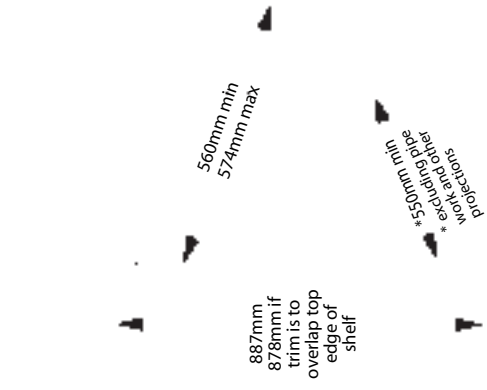 560mm min
574mm max
*550mm min
* excluding pipe
work and other
projections
887mm
878mm if
trim is to
overlap top
edge of
shelf